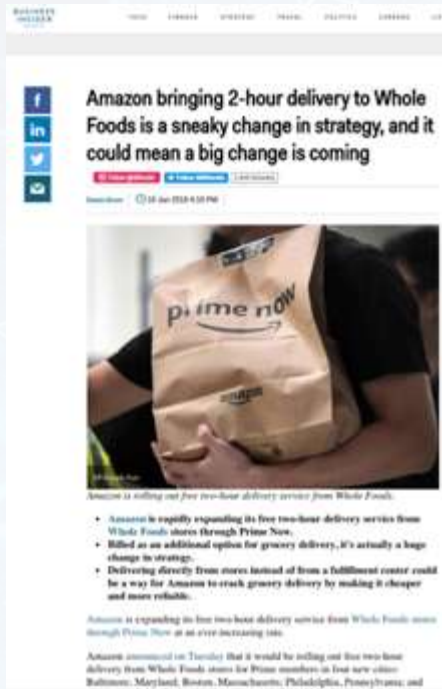 BUSINESS
INSIDER
TECH FINANCE STRATEGY RETAIL POLITICS CAREERS
Amazon bringing 2-hour delivery to Whole
Foods is a sneaky change in strategy, and it
could mean a big change is coming
prime now
amazon
Amazon is rolling out free two-hour delivery service from Whole Foods.
• Amazon is rapidly expanding its free two-hour delivery service from
Whole Foods stores through Prime Now.
• Billed as an additional option for grocery delivery, it's actually a huge
change in strategy.
• Delivering directly from stores instead of from a fulfillment center could
be a way for Amazon to crack grocery delivery by making it cheaper
and more reliable.
Amazon is expanding its free two-hour delivery service from Whole Foods stores
through Prime Now at an ever-increasing rate.
Amazon announced on Tuesday that it would be rolling out free two-hour
delivery from Whole Foods stores for Prime members in four new cities:
Baltimore, Maryland; Boston, Massachusetts; Philadelphia, Pennsylvania; and